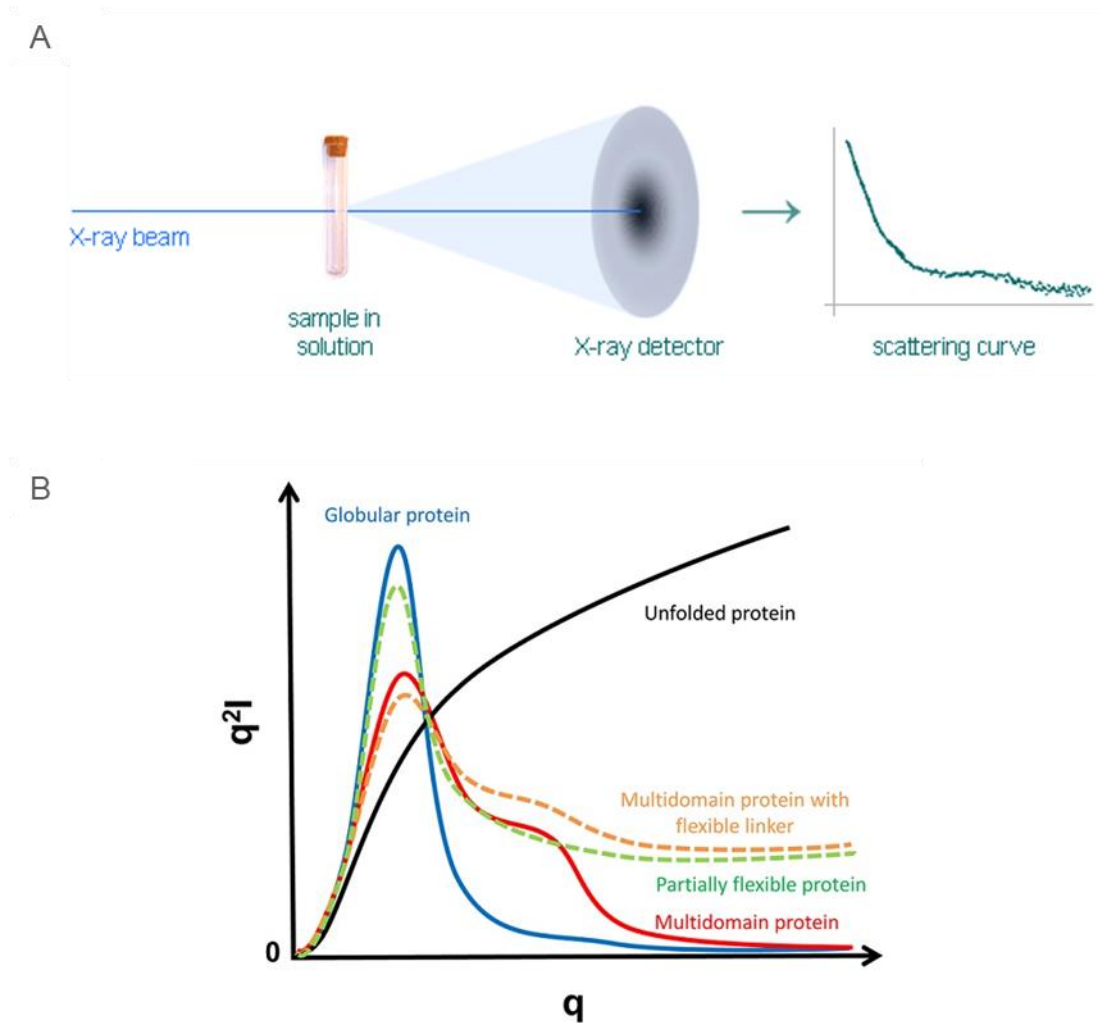 A
X-ray beam
sample in
solution
X-ray detector
scattering curve
B
Globular protein
Unfolded protein
q²I
Multidomain protein with
flexible linker
Partially flexible protein
Multidomain protein
0
q